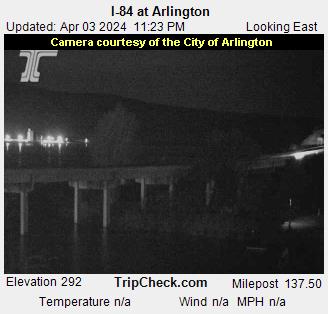 I-84 at Arlington
Updated: Apr 03 2024 11:23 PM Looking East
Camera courtesy of the City of Arlington
Elevation 292 TripCheck.com Milepost 137.50
Temperature n/a Wind n/a MPH n/a